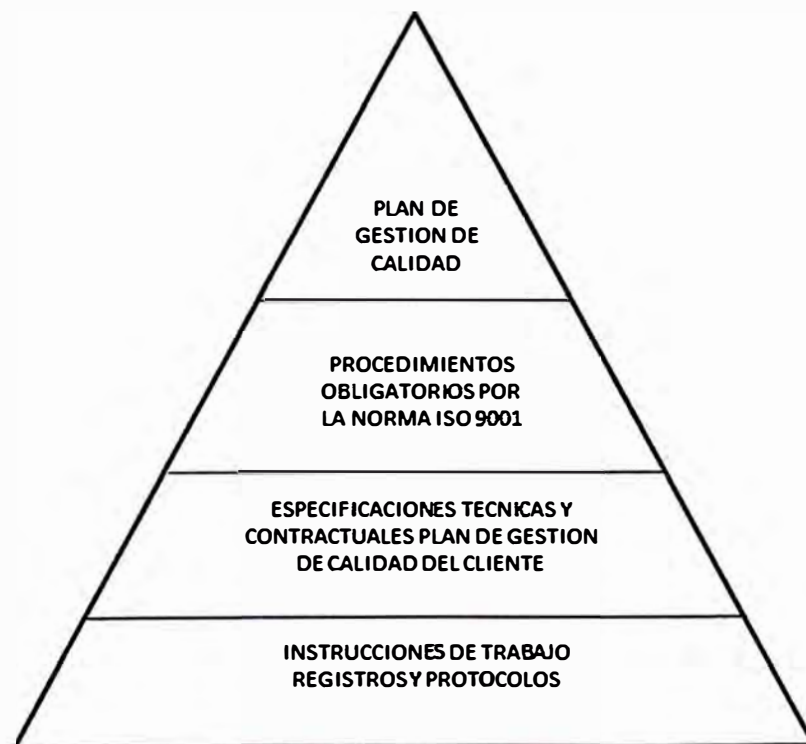 PLAN DE
GESTION DE
CALIDAD
PROCEDIMIENTOS
OBLIGATORIOS POR
LA NORMA ISO 9001
ESPECIFICACIONES TECNICAS Y
CONTRACTUALES PLAN DE GESTION
DE CALIDAD DEL CLIENTE
INSTRUCCIONES DE TRABAJO
REGISTROS Y PROTOCOLOS